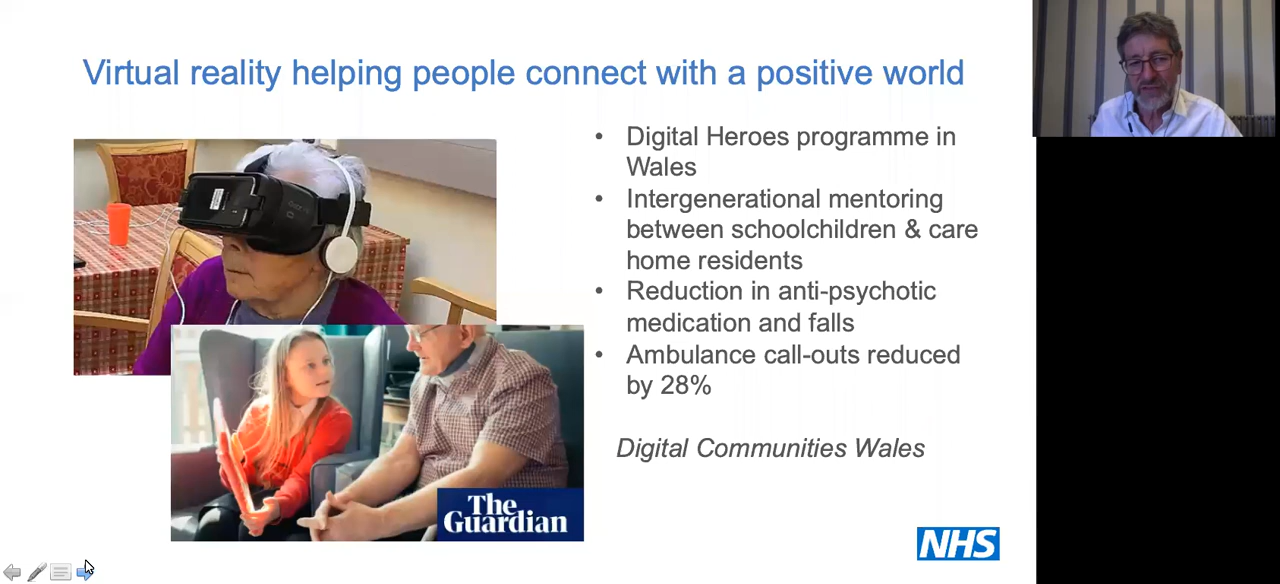 Virtual reality helping people connect with a positive world
• Digital Heroes programme in
Wales
• Intergenerational mentoring
between schoolchildren & care
home residents
• Reduction in anti-psychotic
medication and falls
• Ambulance call-outs reduced
by 28%
Digital Communities Wales
The
Guardian
NHS